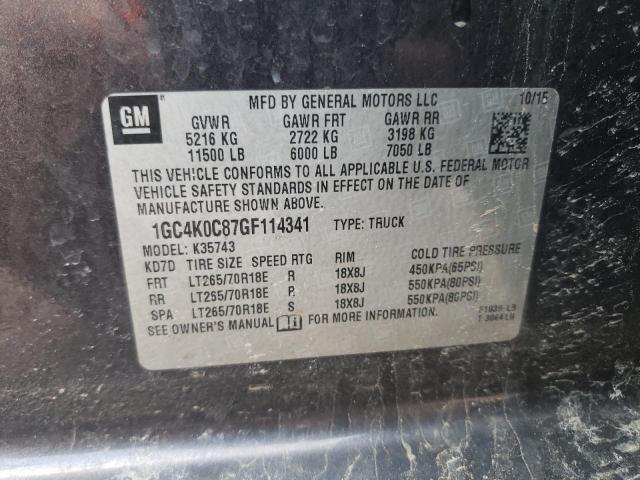 GM
MFD BY GENERAL MOTORS LLC 10/15
GVWR GAWR FRT GAWR RR
5216 KG 2722 KG 3198 KG
11500 LB 6000 LB 7050 LB
THIS VEHICLE CONFORMS TO ALL APPLICABLE U.S. FEDERAL MOTOR
VEHICLE SAFETY STANDARDS IN EFFECT ON THE DATE OF
MANUFACTURE SHOWN ABOVE.
1GC4K0C87GF114341 TYPE: TRUCK
MODEL: K35743
KD7D TIRE SIZE SPEED RTG RIM COLD TIRE PRESSURE
FRT LT265/70R18E R 18X8J 450KPA(65PSI)
RR LT265/70R18E R 18X8J 550KPA(80PSI)
SPA LT265/70R18E S 18X8J 550KPA(80PSI)
SEE OWNER'S MANUAL FOR MORE INFORMATION.